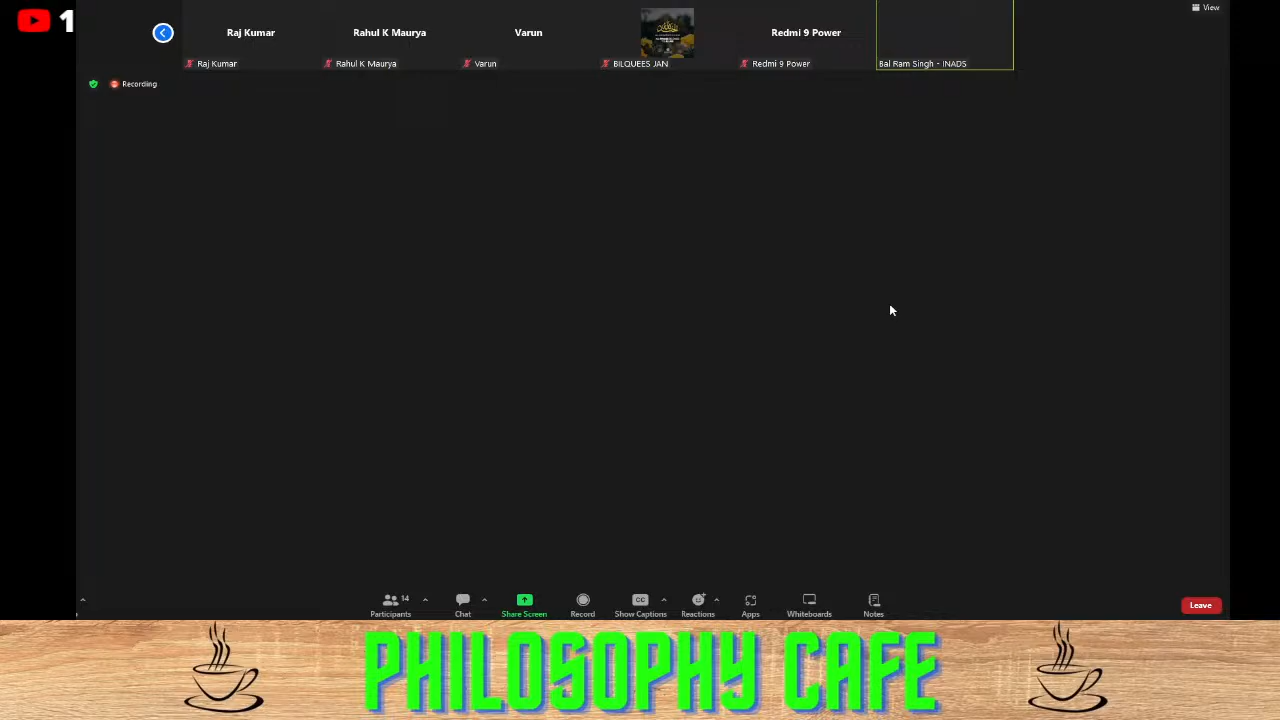 1
View
Raj Kumar
Rahul K Maurya
Varun
Redmi 9 Power
Raj Kumar
Rahul K Maurya
Varun
BILQUEES JAN
Redmi 9 Power
Bal Ram Singh - INADS
Recording
14
CC
Participants
Chat
Share Screen
Record
Show Captions
Reactions
Apps
Whiteboards
Notes
Leave
PHILOSOPHY CAFE